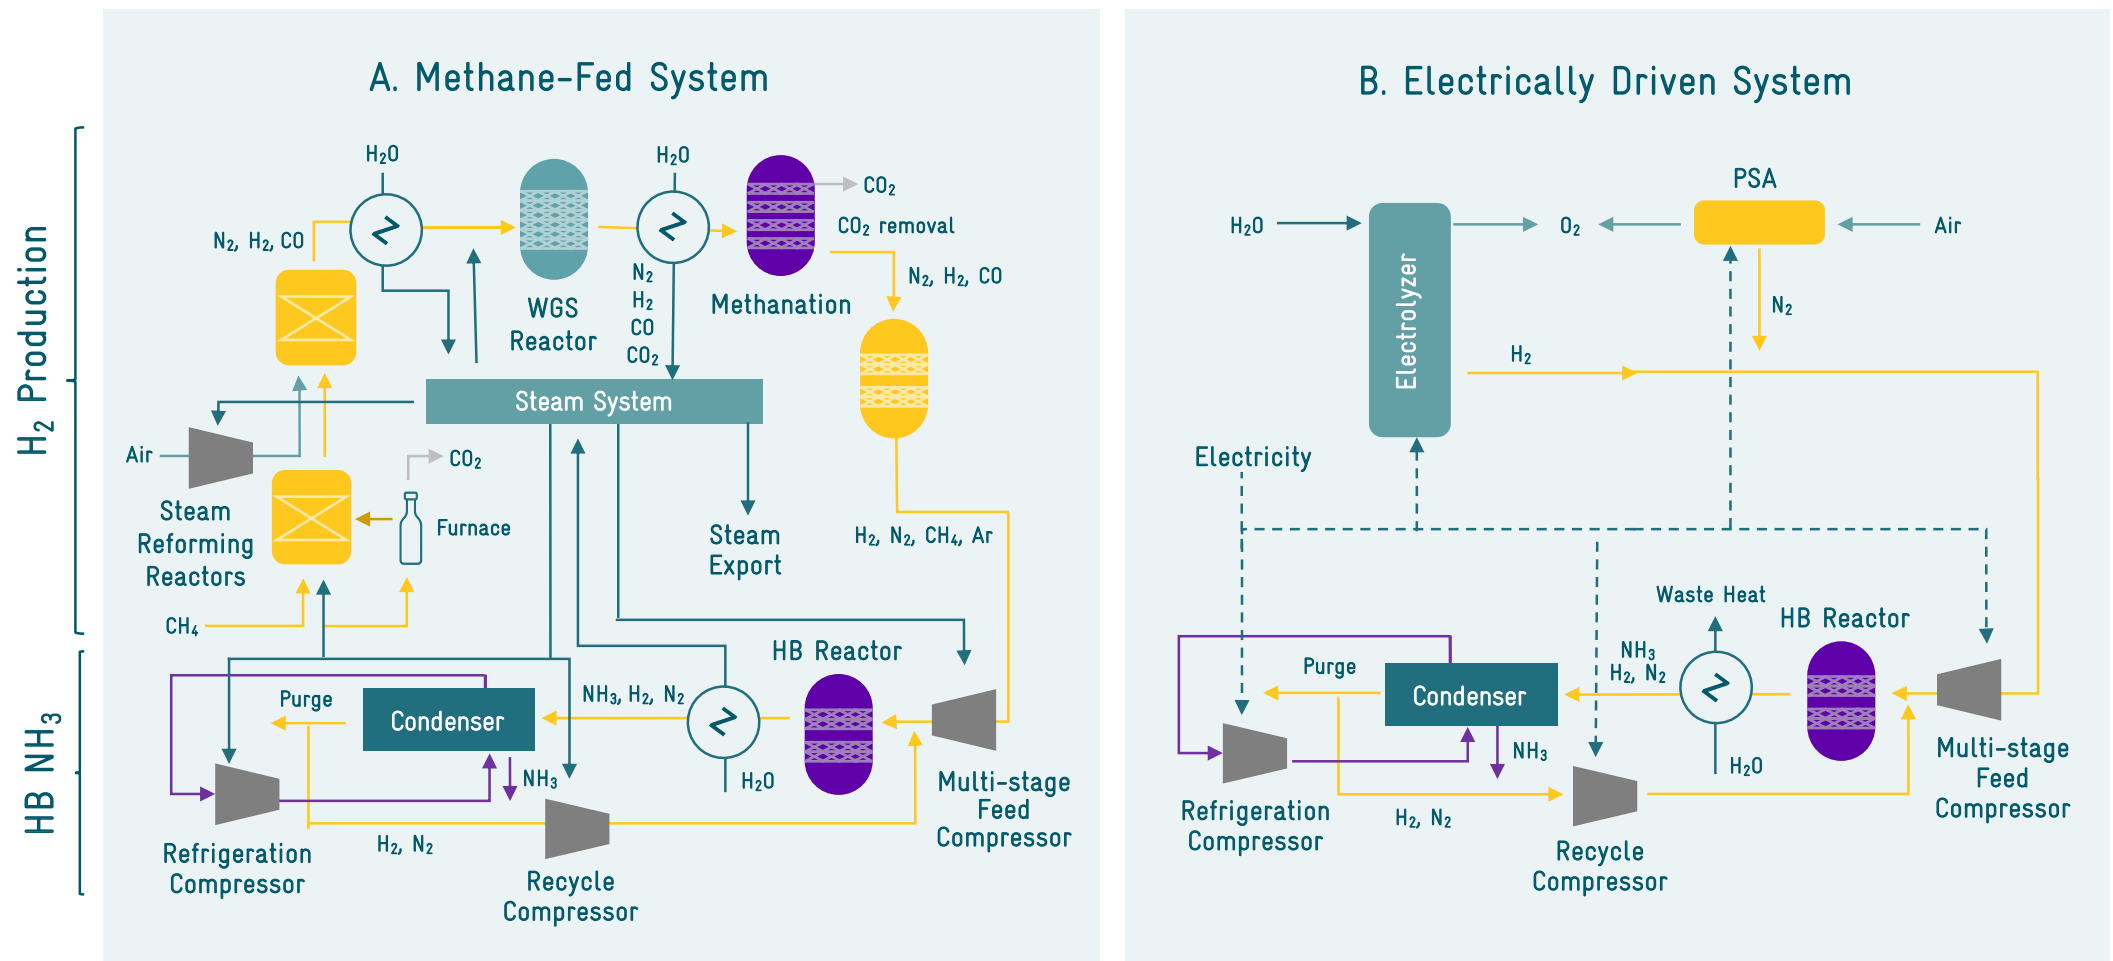 A. Methane-Fed System
H₂ Production
HB NH₃
H₂O
H₂O
CO₂
CO₂ removal
N₂, H₂, CO
N₂, H₂, CO
WGS
Reactor
N₂
H₂
CO
CO₂
Methanation
Steam System
Air
CO₂
Steam
Reforming
Reactors
Furnace
Steam
Export
H₂, N₂, CH₄, Ar
CH₄
HB Reactor
Purge
Condenser
NH₃, H₂, N₂
NH₃
H₂O
Multi-stage
Feed
Compressor
H₂, N₂
Refrigeration
Compressor
Recycle
Compressor
B. Electrically Driven System
PSA
H₂O
O₂
Air
Electrolyzer
N₂
H₂
Electricity
Waste Heat
HB Reactor
NH₃
H₂, N₂
Purge
Condenser
NH₃
H₂O
Multi-stage
Feed
Compressor
Refrigeration
Compressor
H₂, N₂
Recycle
Compressor